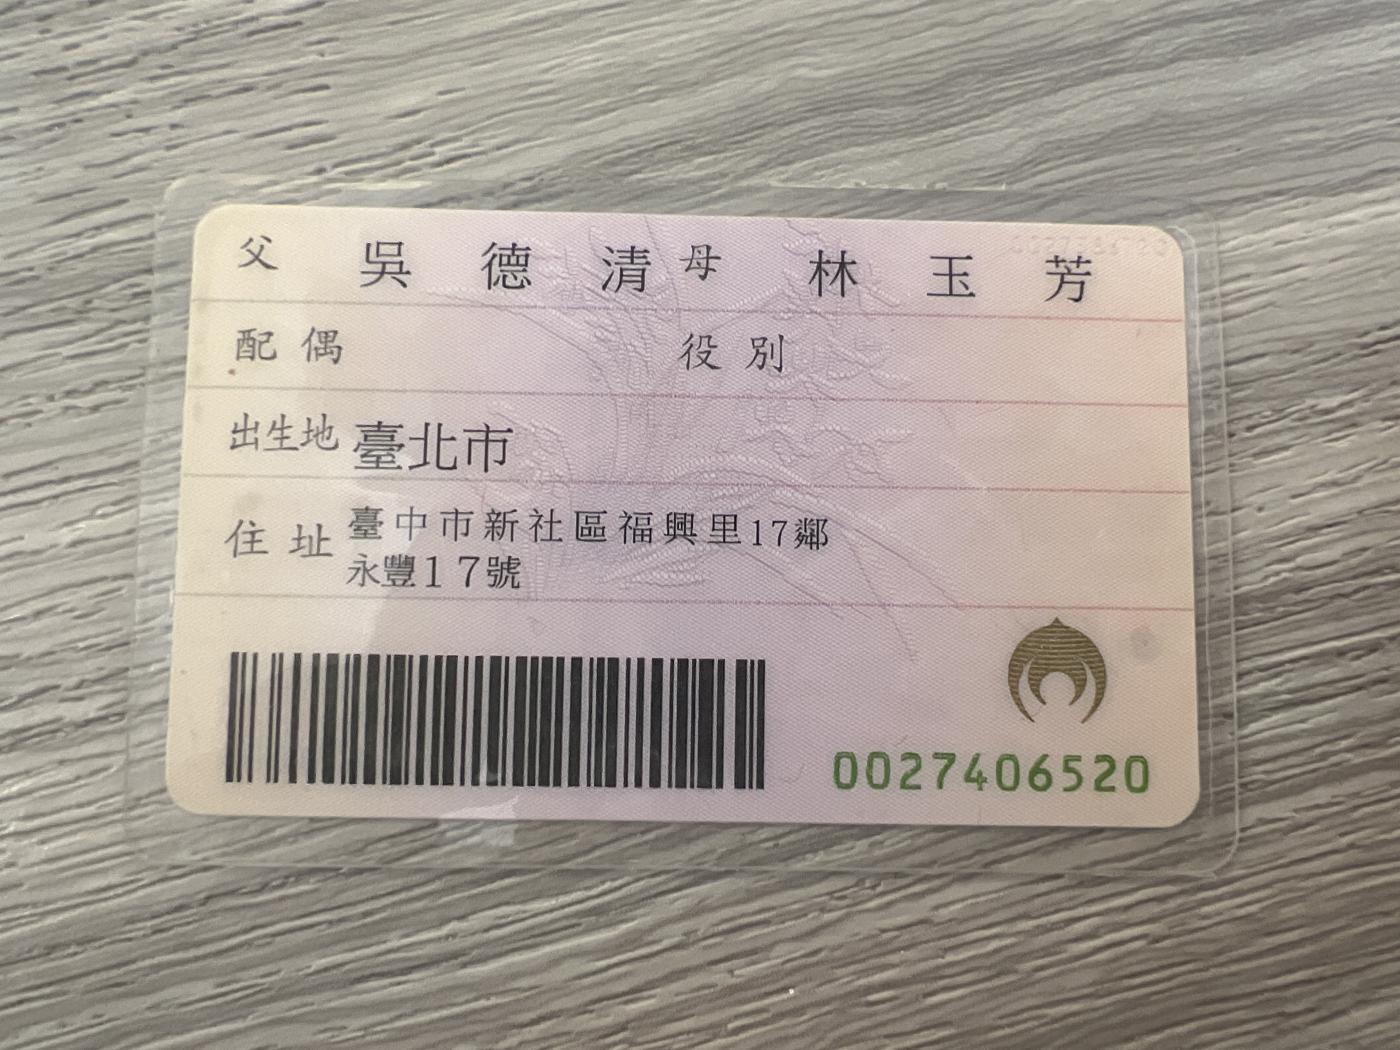 父 吳德清 母 林玉芳
配偶 役別
出生地 臺北市
住址 臺中市新社區福興里17鄰
永豐17號
0027406520